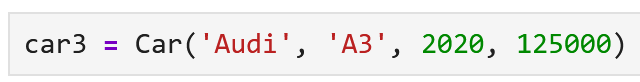 car3 = Car('Audi', 'A3', 2020, 125000)